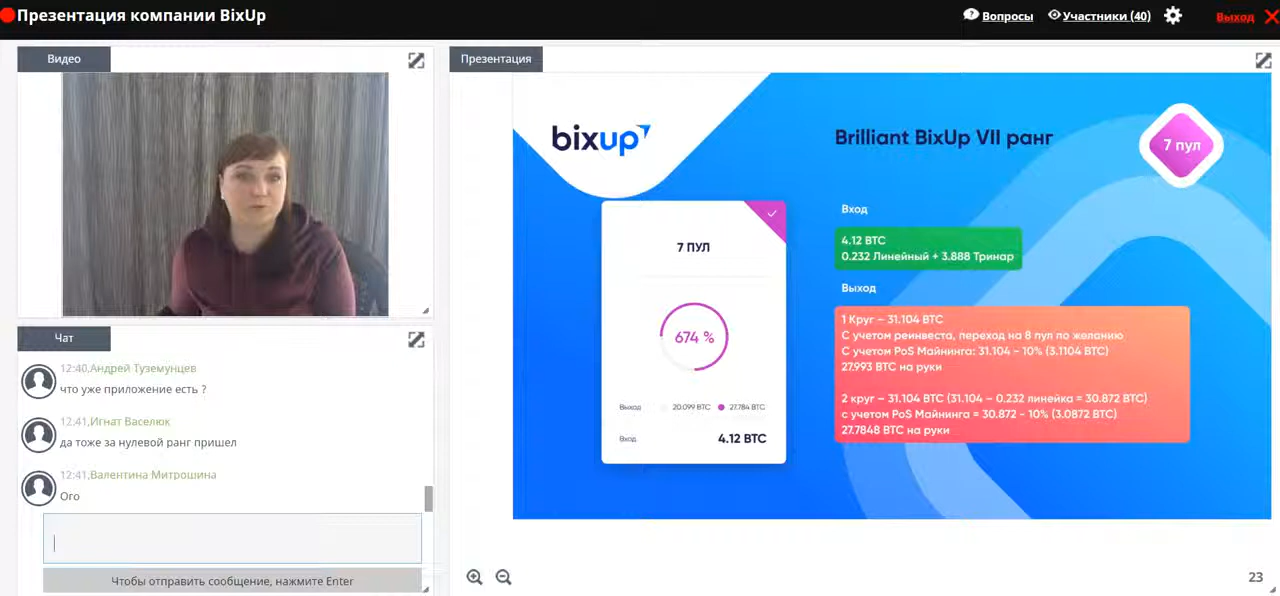 Презентация компании BixUp
Вопросы
Участники (40)
Выход
Видео
Чат
12:40,Андрей Туземунцев
что уже приложение есть ?
12:41,Игнат Васелюк
да тоже за нулевой ранг пришел
12:41,Валентина Митрошина
Ого
Чтобы отправить сообщение, нажмите Enter
Презентация
bixup
Brilliant BixUp VII ранг
7 пул
7 ПУЛ
674 %
Выход 20.099 BTC 27.784 BTC
Вход 4.12 BTC
Вход
4.12 BTC
0.232 Линейный + 3.888 Тринар
Выход
1 Круг – 31.104 BTC
С учетом реинвеста, переход на 8 пул по желанию
С учетом PoS Майнинга: 31.104 - 10% (3.1104 BTC)
27.993 BTC на руки
2 круг – 31.104 BTC (31.104 – 0.232 линейка = 30.872 BTC)
с учетом PoS Майнинга = 30.872 - 10% (3.0872 BTC)
27.7848 BTC на руки
23